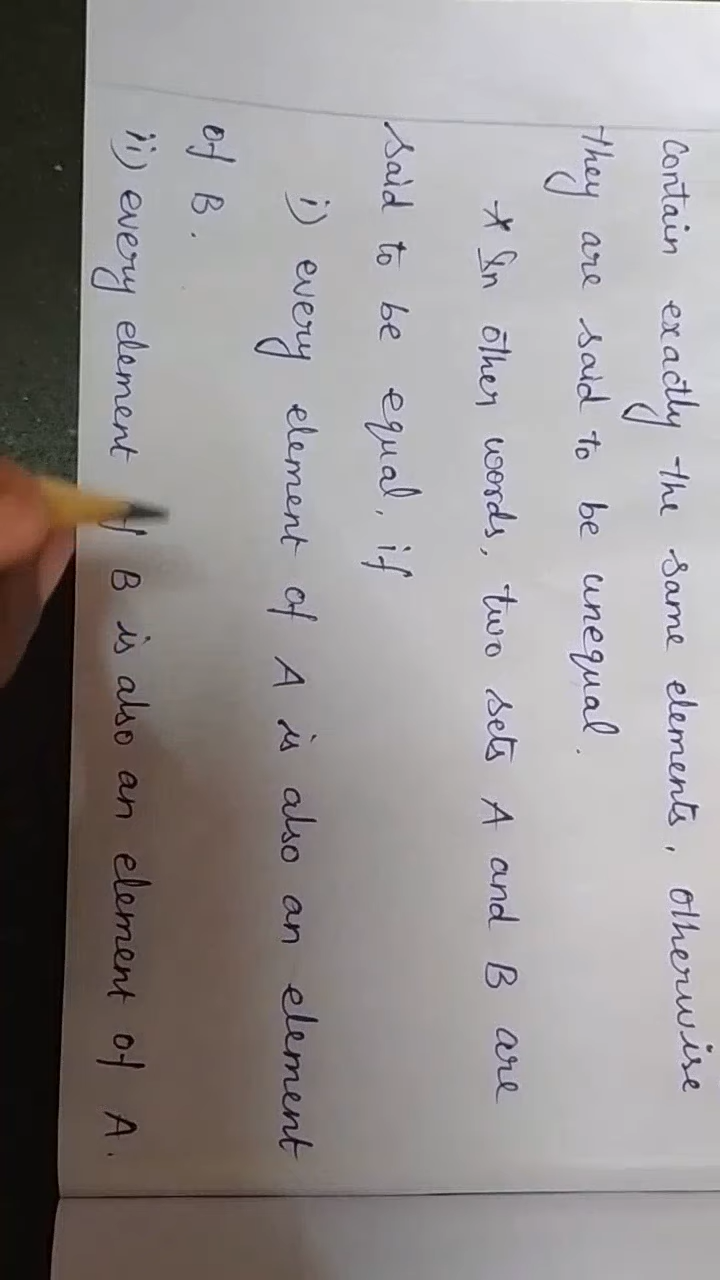 contain exactly the same elements, otherwise
they are said to be unequal.
* In other words, two sets A and B are
said to be equal, if
i) every element of A is also an element
of B.
ii) every element of B is also an element of A.